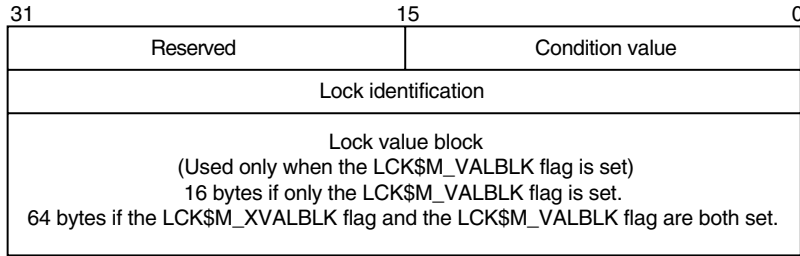 31 15 0
Reserved Condition value
Lock identification
Lock value block
(Used only when the LCK$M_VALBLK flag is set)
16 bytes if only the LCK$M_VALBLK flag is set.
64 bytes if the LCK$M_XVALBLK flag and the LCK$M_VALBLK flag are both set.